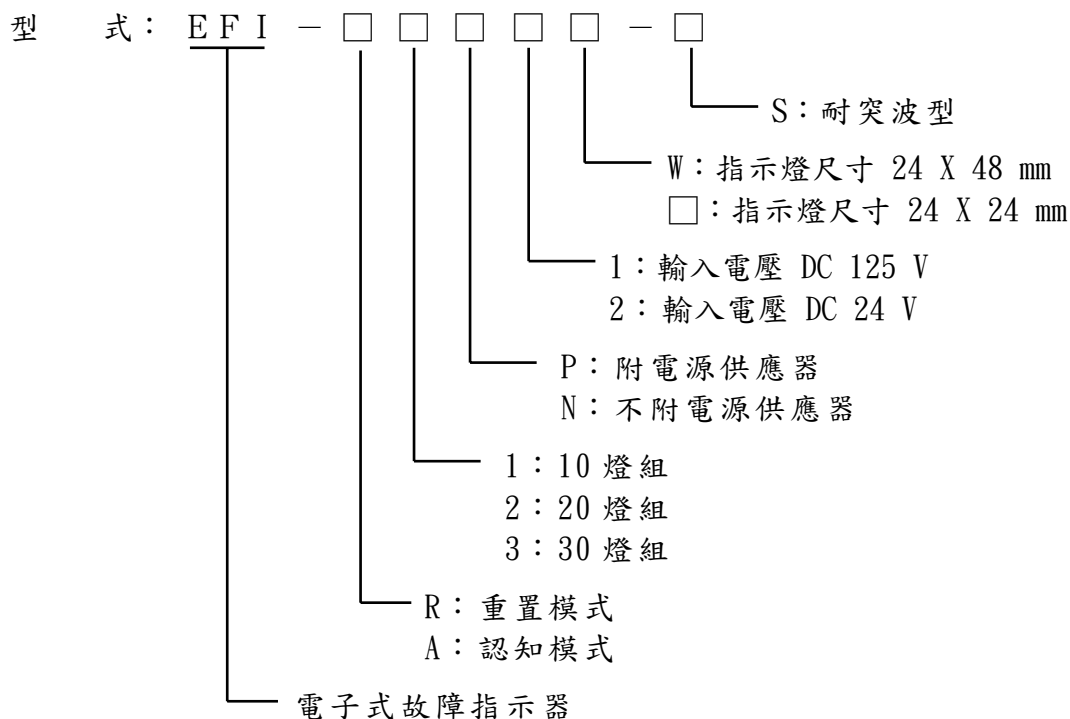 型　式：EFI－□□□□□－□
S：耐突波型
W：指示燈尺寸 24 X 48 mm
□：指示燈尺寸 24 X 24 mm
1：輸入電壓 DC 125 V
2：輸入電壓 DC 24 V
P：附電源供應器
N：不附電源供應器
1：10 燈組
2：20 燈組
3：30 燈組
R：重置模式
A：認知模式
電子式故障指示器